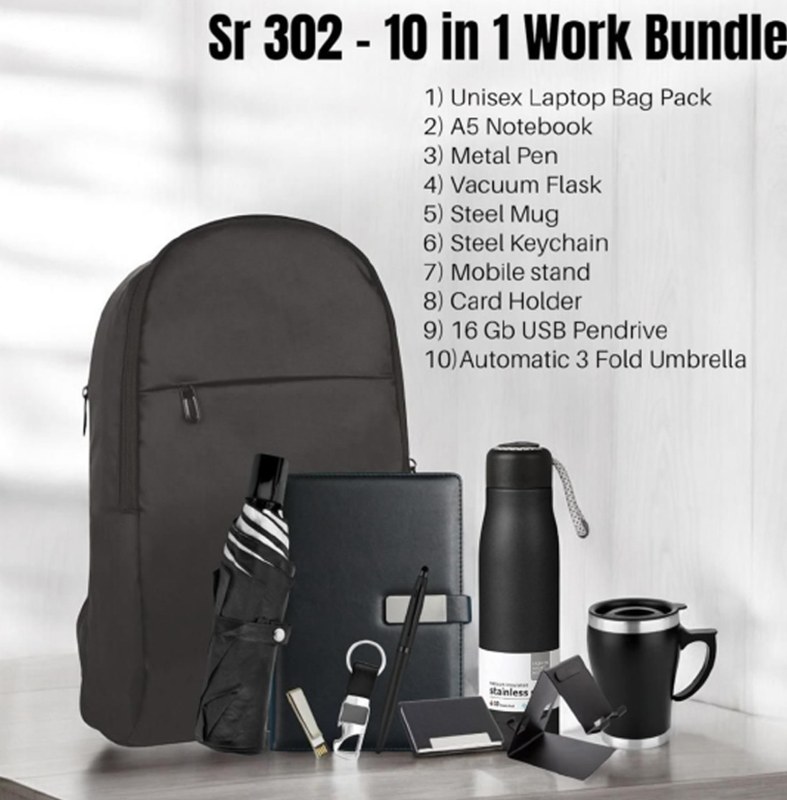 Sr 302 - 10 in 1 Work Bundle
1) Unisex Laptop Bag Pack
2) A5 Notebook
3) Metal Pen
4) Vacuum Flask
5) Steel Mug
6) Steel Keychain
7) Mobile stand
8) Card Holder
9) 16 Gb USB Pendrive
10)Automatic 3 Fold Umbrella
stainless